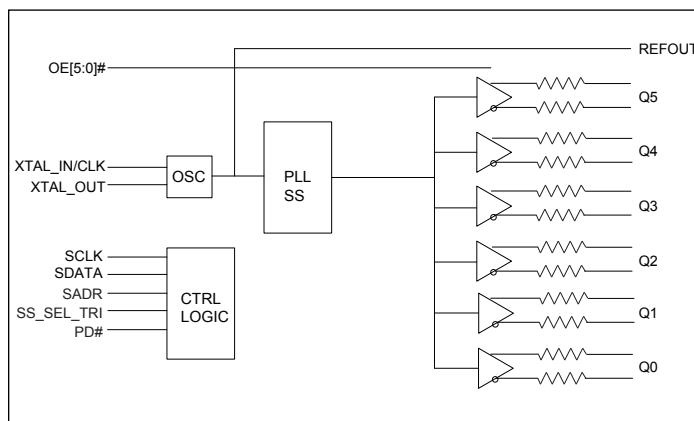 REFOUT
OE[5:0]#
Q5
XTAL_IN/CLK
XTAL_OUT
OSC
PLL
SS
Q4
Q3
SCLK
SDATA
SADR
SS_SEL_TRI
PD#
CTRL
LOGIC
Q2
Q1
Q0